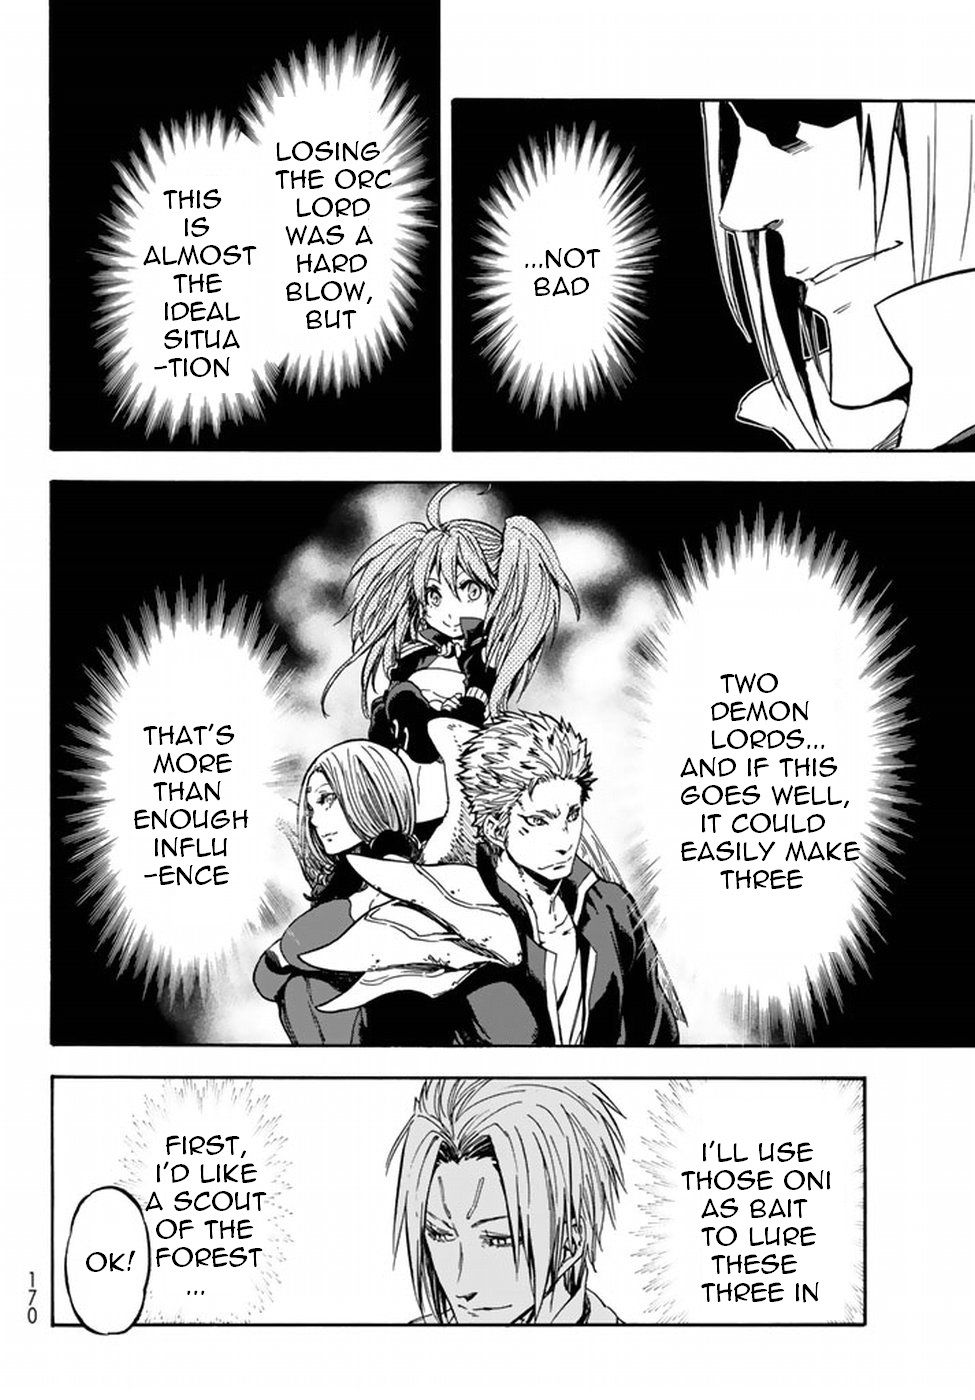 ...NOT
BAD
LOSING
THE ORC
LORD
WAS A
HARD
BLOW,
BUT
THIS
IS
ALMOST
THE
IDEAL
SITUA
-TION
TWO
DEMON
LORDS...
AND IF THIS
GOES WELL,
IT COULD
EASILY MAKE
THREE
THAT'S
MORE
THAN
ENOUGH
INFLU
-ENCE
I'LL USE
THOSE ONI
AS BAIT
TO LURE
THESE
THREE IN
FIRST,
I'D LIKE
A SCOUT
OF THE
FOREST
...
OK!
170